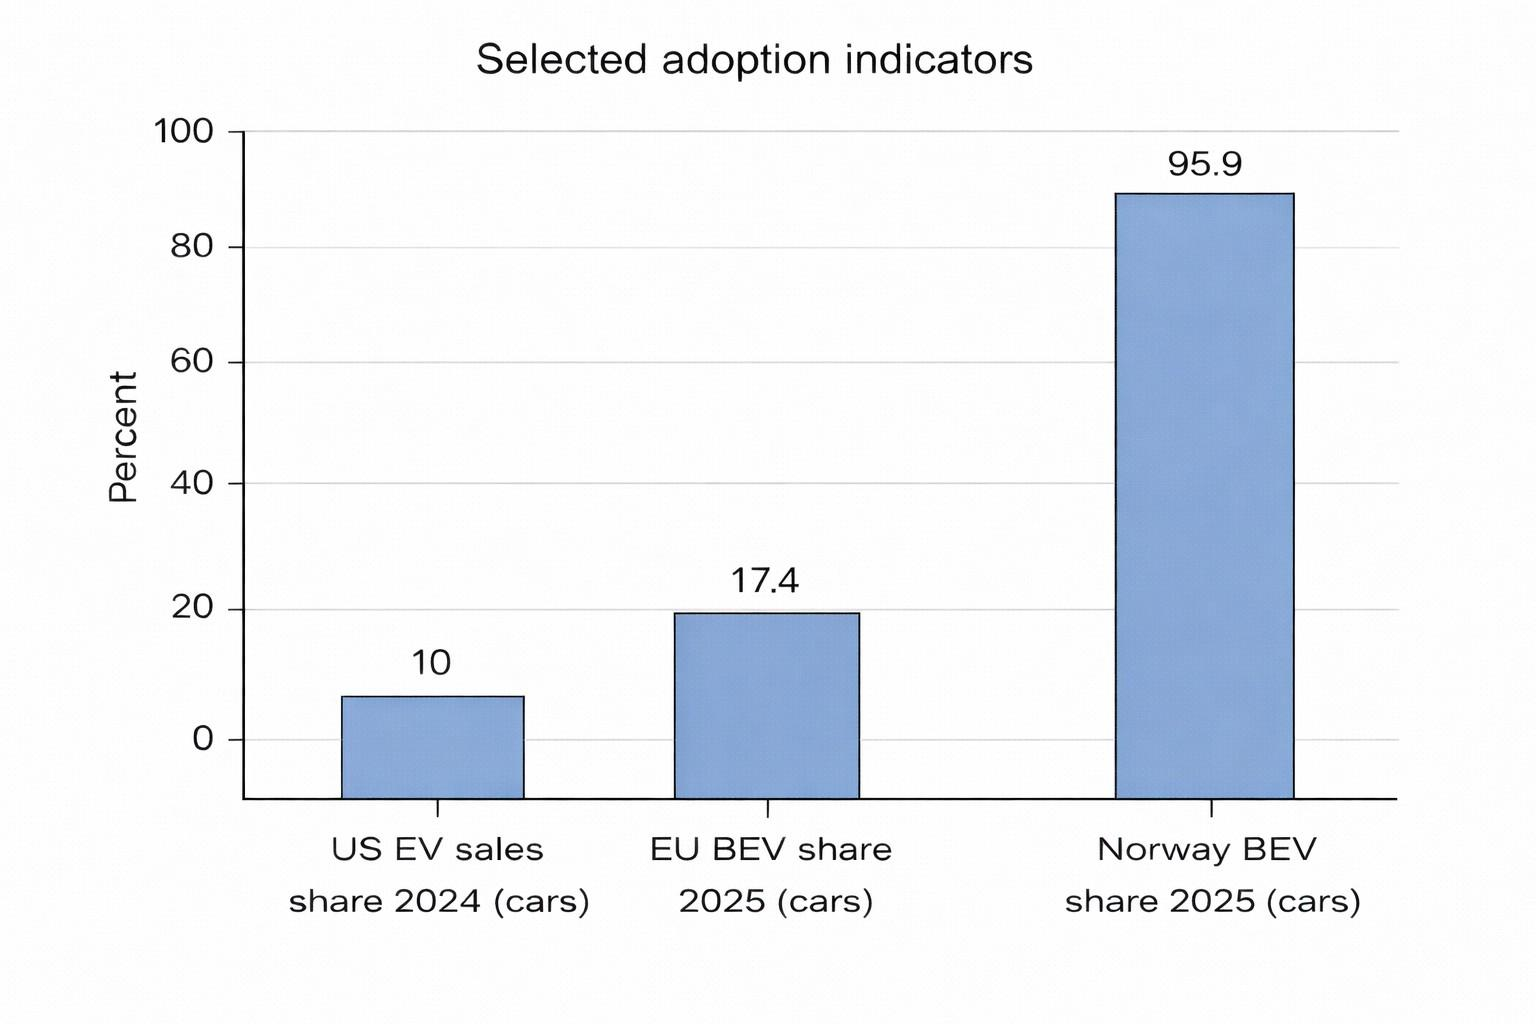 Selected adoption indicators
Percent
100
80
60
40
20
0
10
17.4
95.9
US EV sales
share 2024 (cars)
EU BEV share
2025 (cars)
Norway BEV
share 2025 (cars)